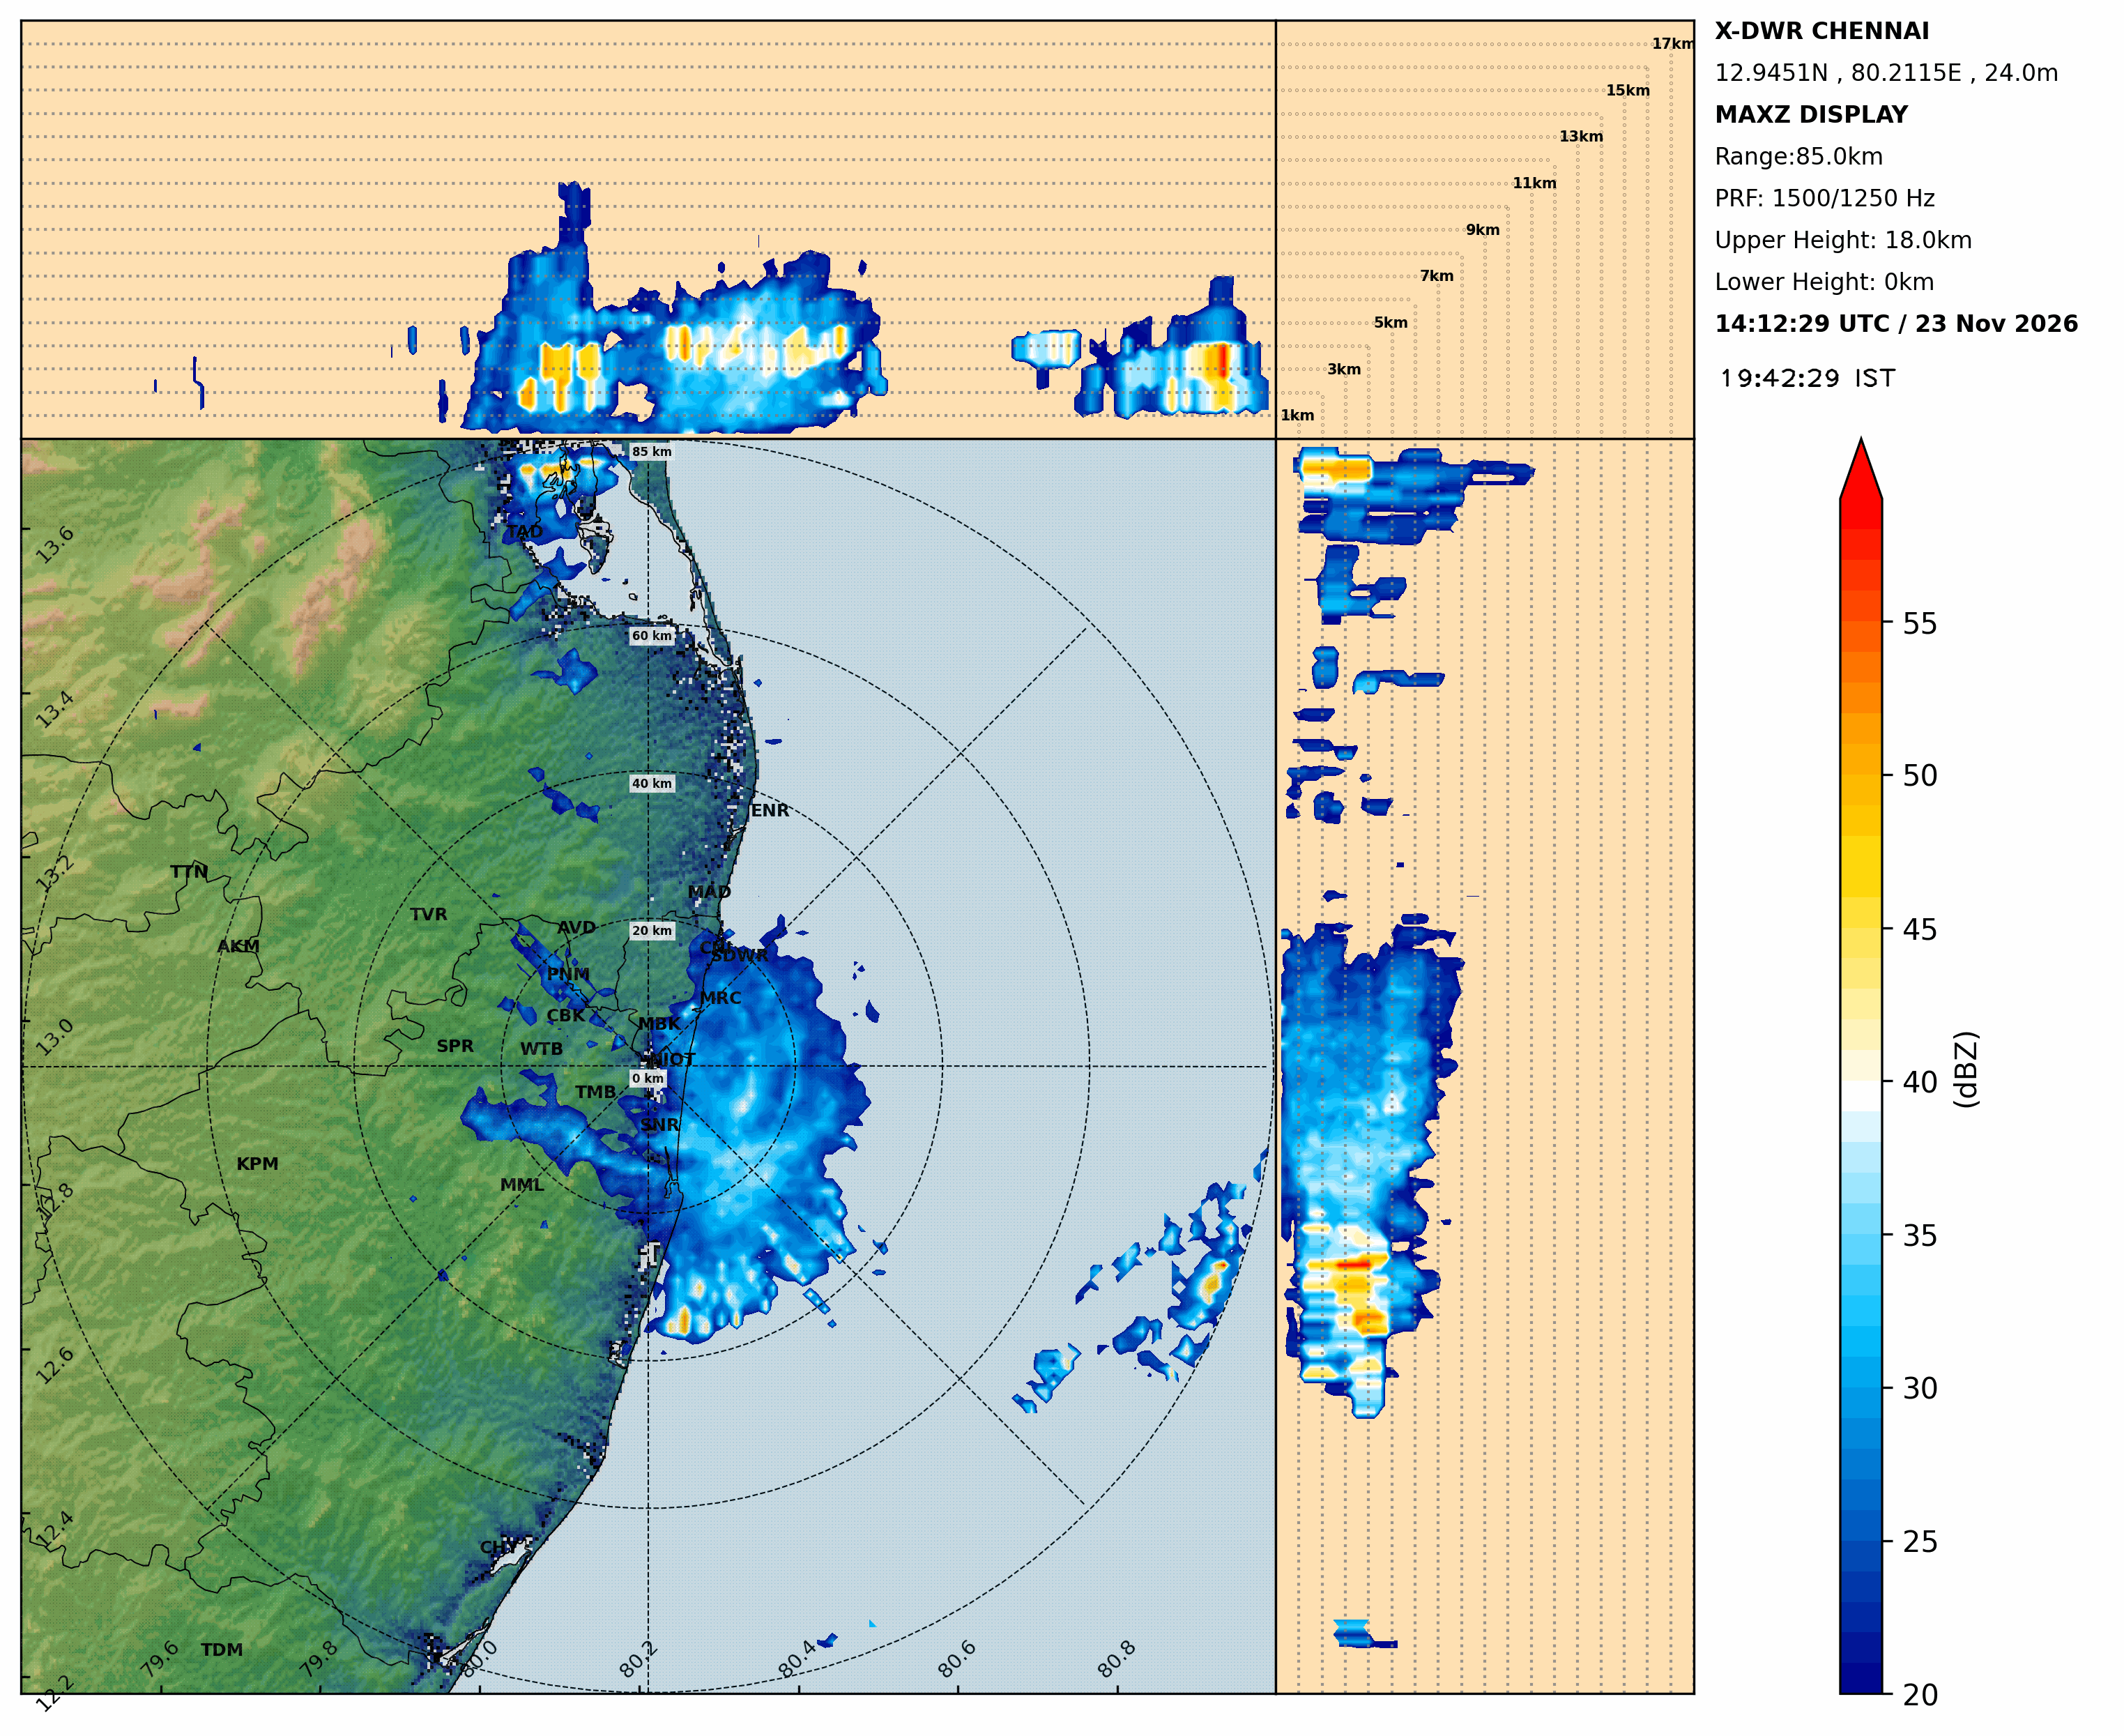 X-DWR CHENNAI
12.9451N , 80.2115E , 24.0m
MAXZ DISPLAY
Range:85.0km
PRF: 1500/1250 Hz
Upper Height: 18.0km
Lower Height: 0km
14:12:29 UTC / 23 Nov 2026
19:42:29 IST
17km
15km
13km
11km
9km
7km
5km
3km
1km
85 km
60 km
40 km
20 km
0 km
TAD
ENR
MAD
TTN
TVR
AVD
AKM
SDWR
PNM
MRC
CBK
MBK
SPR
WTB
NIOT
TMB
SNR
KPM
MML
CHY
TDM
13.6
13.4
13.2
13.0
12.8
12.6
12.4
12.2
79.6
79.8
80.0
80.2
80.4
80.6
80.8
55
50
45
40
35
30
25
20
(dBZ)